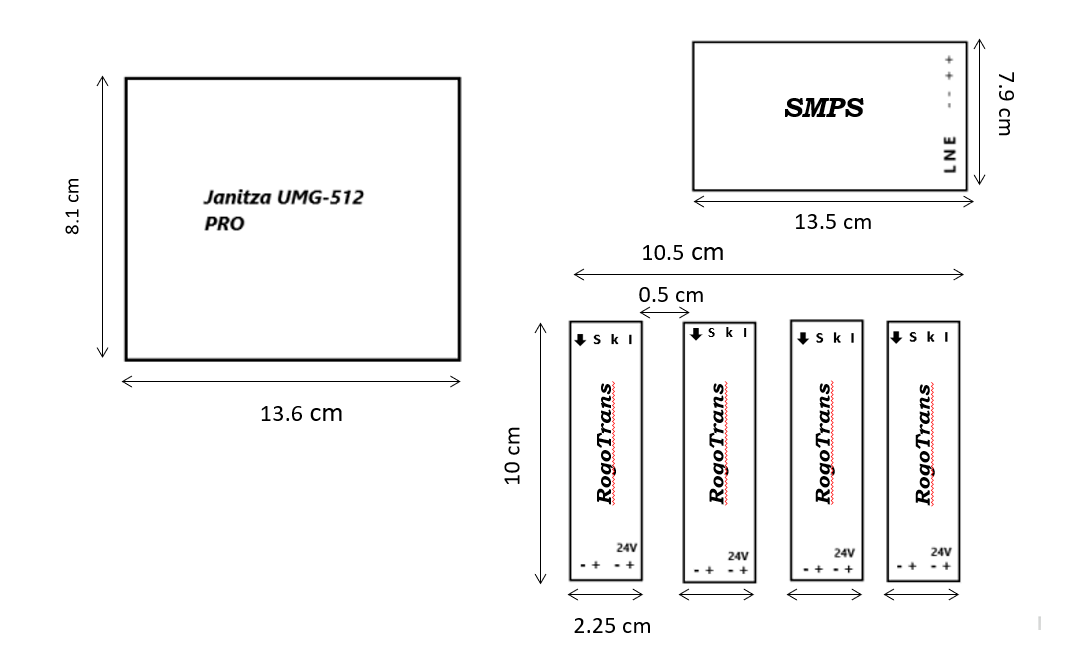 8.1 cm
Janitza UMG-512
PRO
13.6 cm
SMPS
- - + +
L N E
7.9 cm
13.5 cm
10.5 cm
0.5 cm
10 cm
S k I
RogoTrans
24V
- + - +
S k I
RogoTrans
24V
- + - +
S k I
RogoTrans
24V
- + - +
S k I
RogoTrans
24V
- + - +
2.25 cm